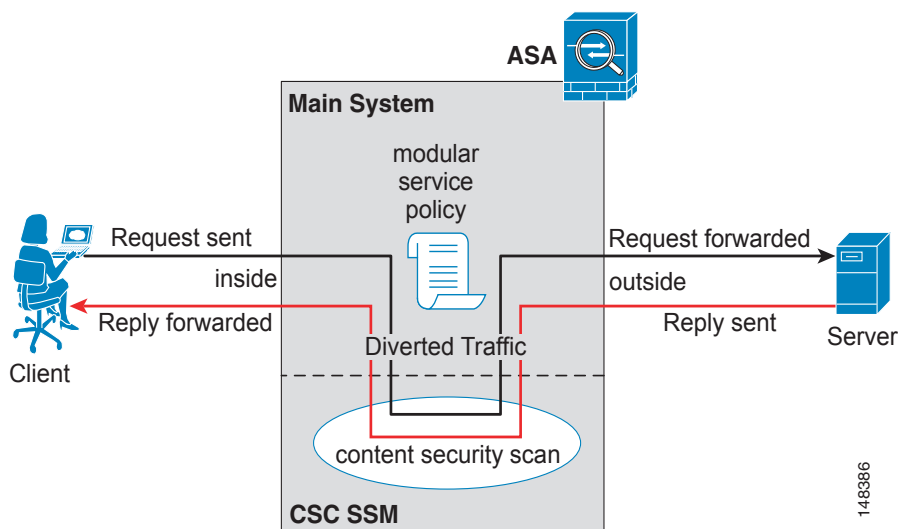 ASA
Main System
modular
service
policy
Request sent
Request forwarded
inside
outside
Reply forwarded
Reply sent
Diverted Traffic
Client
Server
content security scan
CSC SSM
148386